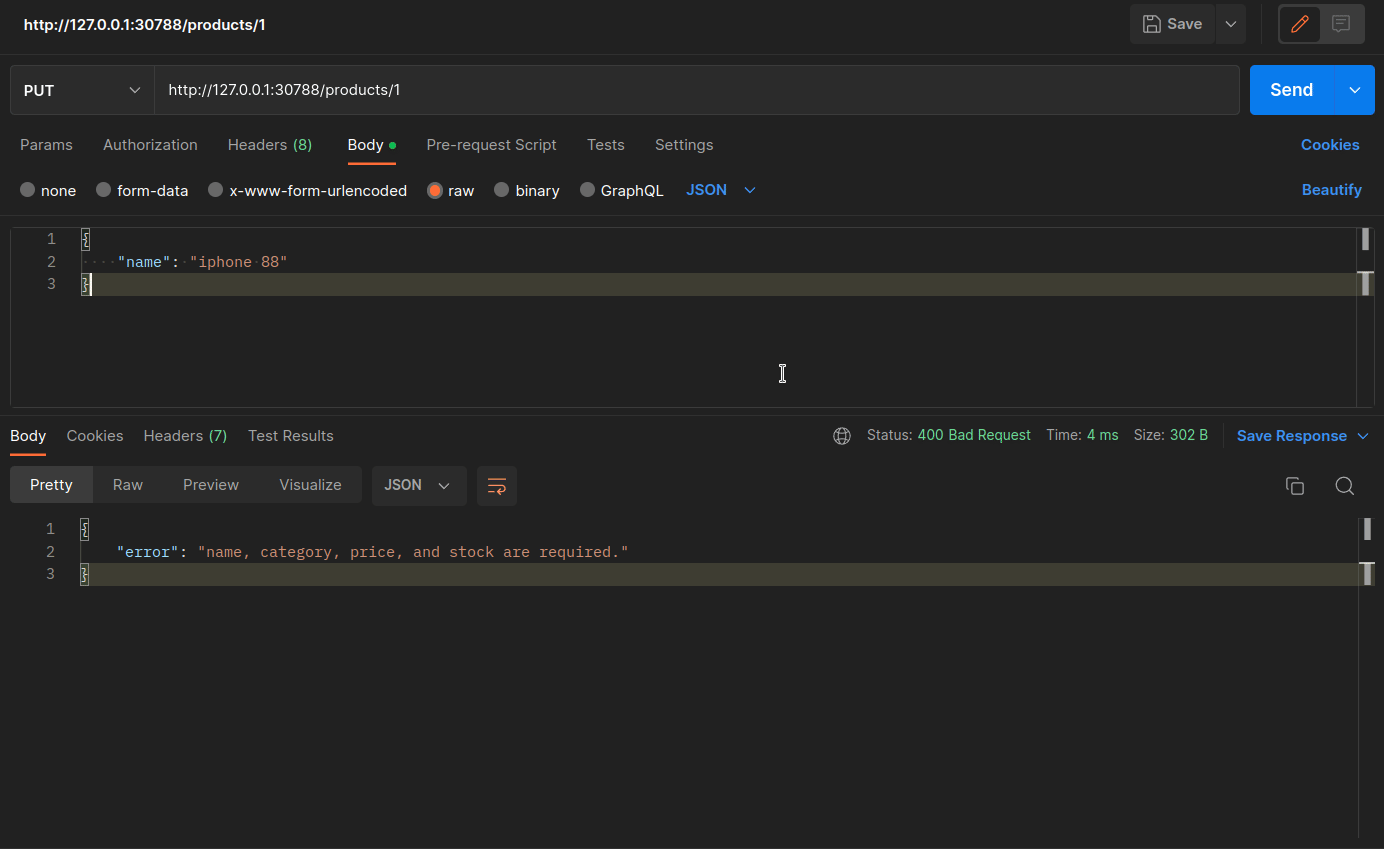 http://127.0.0.1:30788/products/1 Save
PUT http://127.0.0.1:30788/products/1 Send
Params Authorization Headers (8) Body Pre-request Script Tests Settings Cookies
none form-data x-www-form-urlencoded raw binary GraphQL JSON Beautify
1 {
2 ····"name":·"iphone·88"
3 }
Body Cookies Headers (7) Test Results Status: 400 Bad Request Time: 4 ms Size: 302 B Save Response
Pretty Raw Preview Visualize JSON
1 {
2 "error": "name, category, price, and stock are required."
3 }